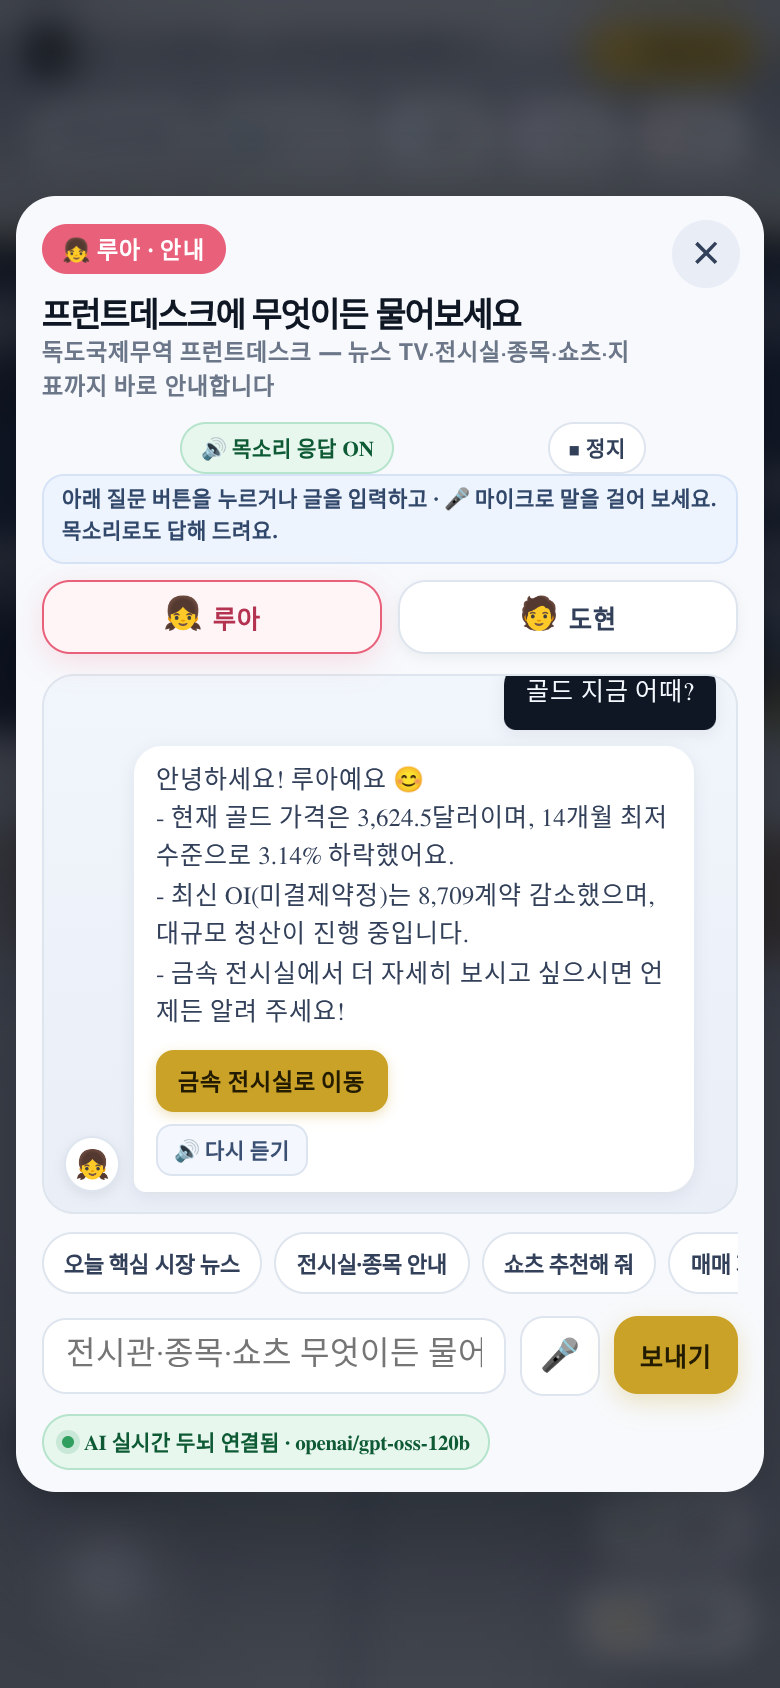 루아 · 안내
프런트데스크에 무엇이든 물어보세요
독도국제무역 프런트데스크 — 뉴스 TV·전시실·종목·쇼츠·지
표까지 바로 안내합니다
목소리 응답 ON
정지
아래 질문 버튼을 누르거나 글을 입력하고 · 🎤 마이크로 말을 걸어 보세요.
목소리로도 답해 드려요.
루아
도현
골드 지금 어때?
안녕하세요! 루아예요 😊
- 현재 골드 가격은 3,624.5달러이며, 14개월 최저
수준으로 3.14% 하락했어요.
- 최신 OI(미결제약정)는 8,709계약 감소했으며,
대규모 청산이 진행 중입니다.
- 금속 전시실에서 더 자세히 보시고 싶으시면 언
제든 알려 주세요!
금속 전시실로 이동
다시 듣기
오늘 핵심 시장 뉴스
전시실·종목 안내
쇼츠 추천해 줘
매매
전시관·종목·쇼츠 무엇이든 물어
보내기
AI 실시간 두뇌 연결됨 · openai/gpt-oss-120b